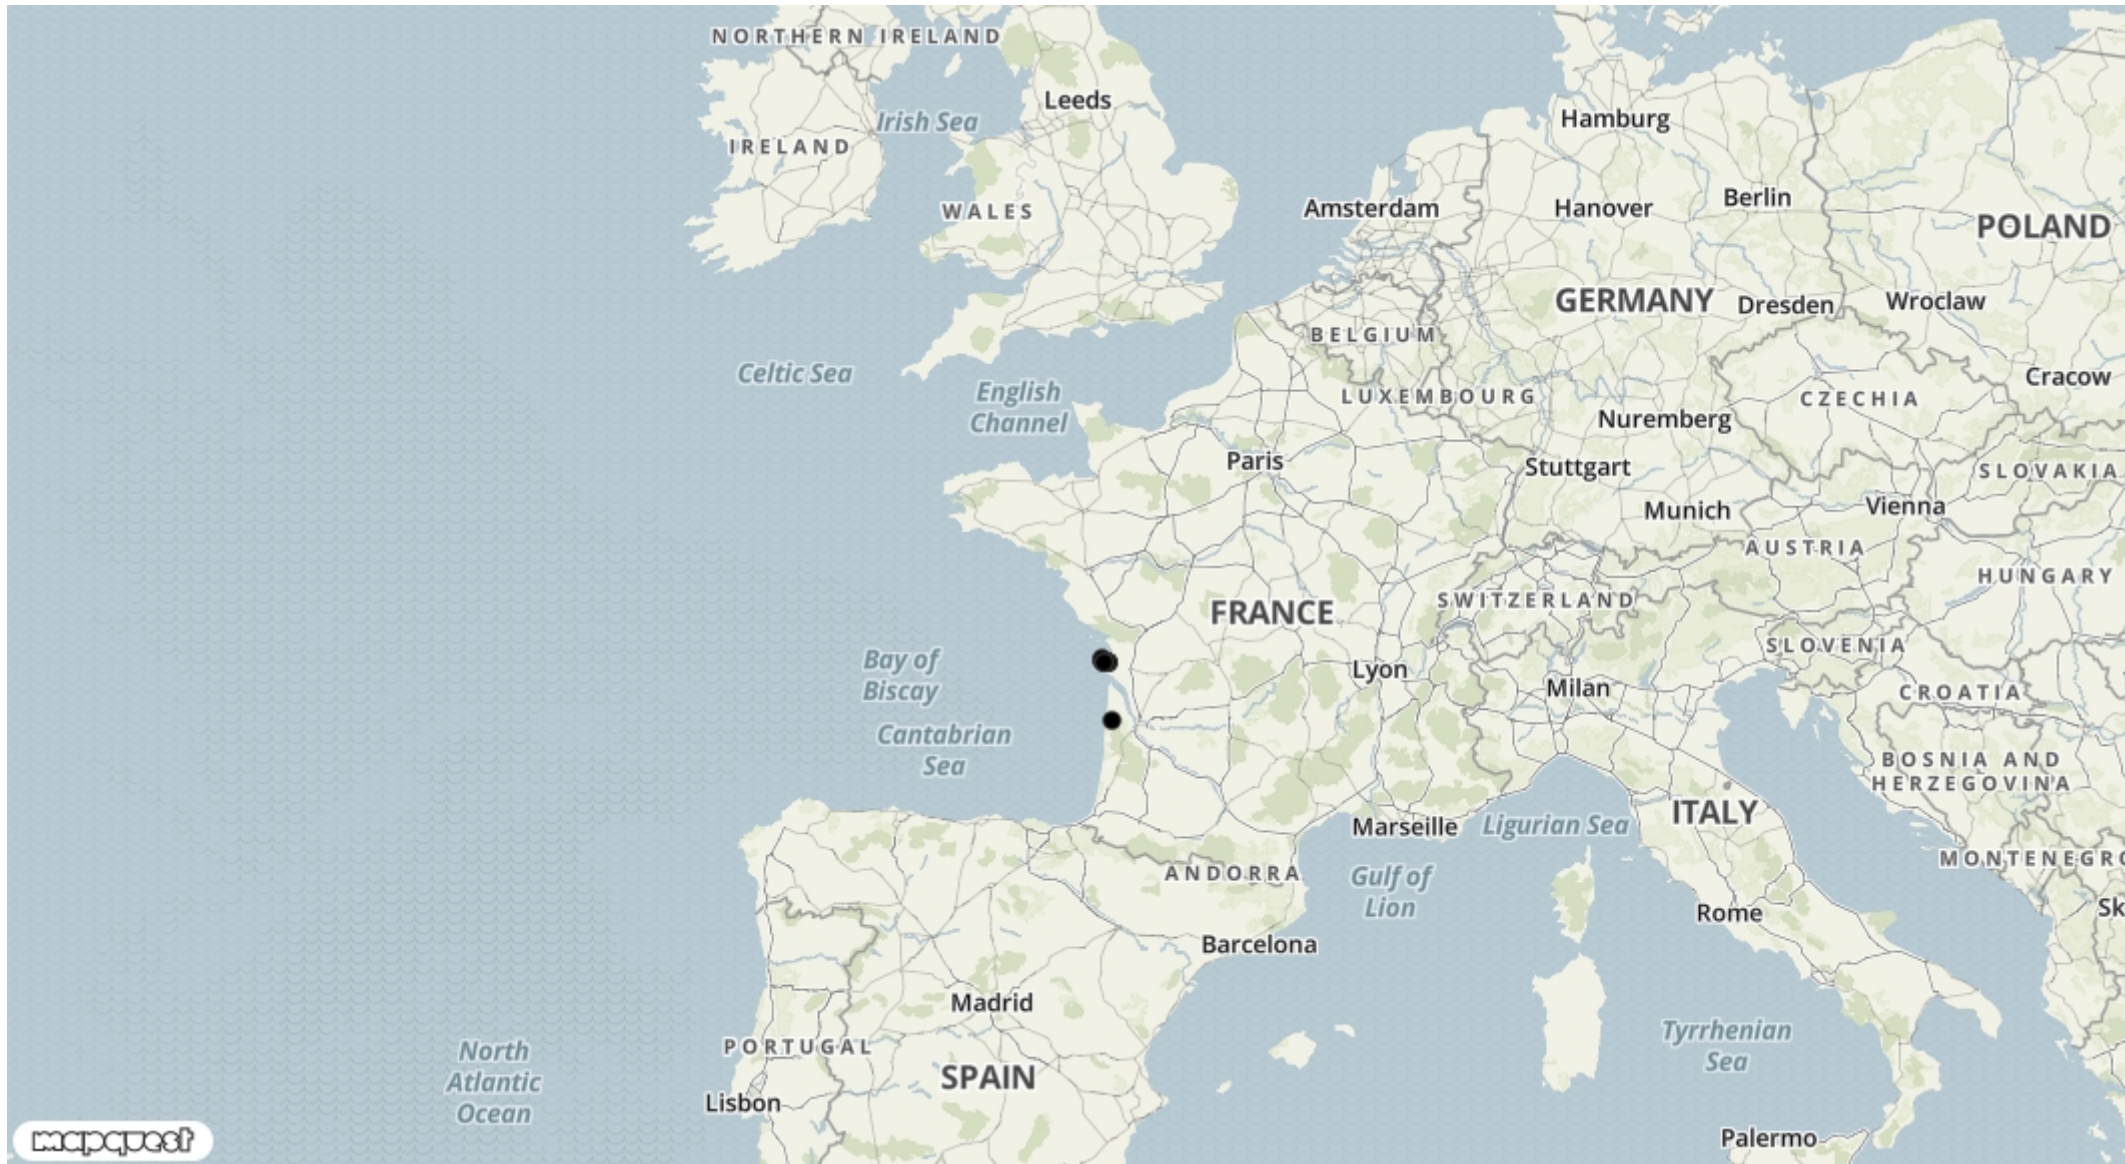 NORTHERN IRELAND
Leeds
Irish Sea
Hamburg
IRELAND
WALES
Amsterdam
Hanover
Berlin
POLAND
GERMANY
Dresden
Wroclaw
BELGIUM
Celtic Sea
English
Channel
LUXEMBOURG
Cracow
CZECHIA
Nuremberg
Paris
Stuttgart
SLOVAKIA
Munich
Vienna
AUSTRIA
HUNGARY
SWITZERLAND
FRANCE
SLOVENIA
Bay of
Biscay
Lyon
Milan
CROATIA
Cantabrian
Sea
BOSNIA AND
HERZEGOVINA
ITALY
Marseille
Ligurian Sea
MONTENEGRO
ANDORRA
Gulf of
Lion
Rome
Sk
Barcelona
Madrid
Tyrrhenian
Sea
PORTUGAL
North
Atlantic
Ocean
SPAIN
Lisbon
mapquest
Palermo